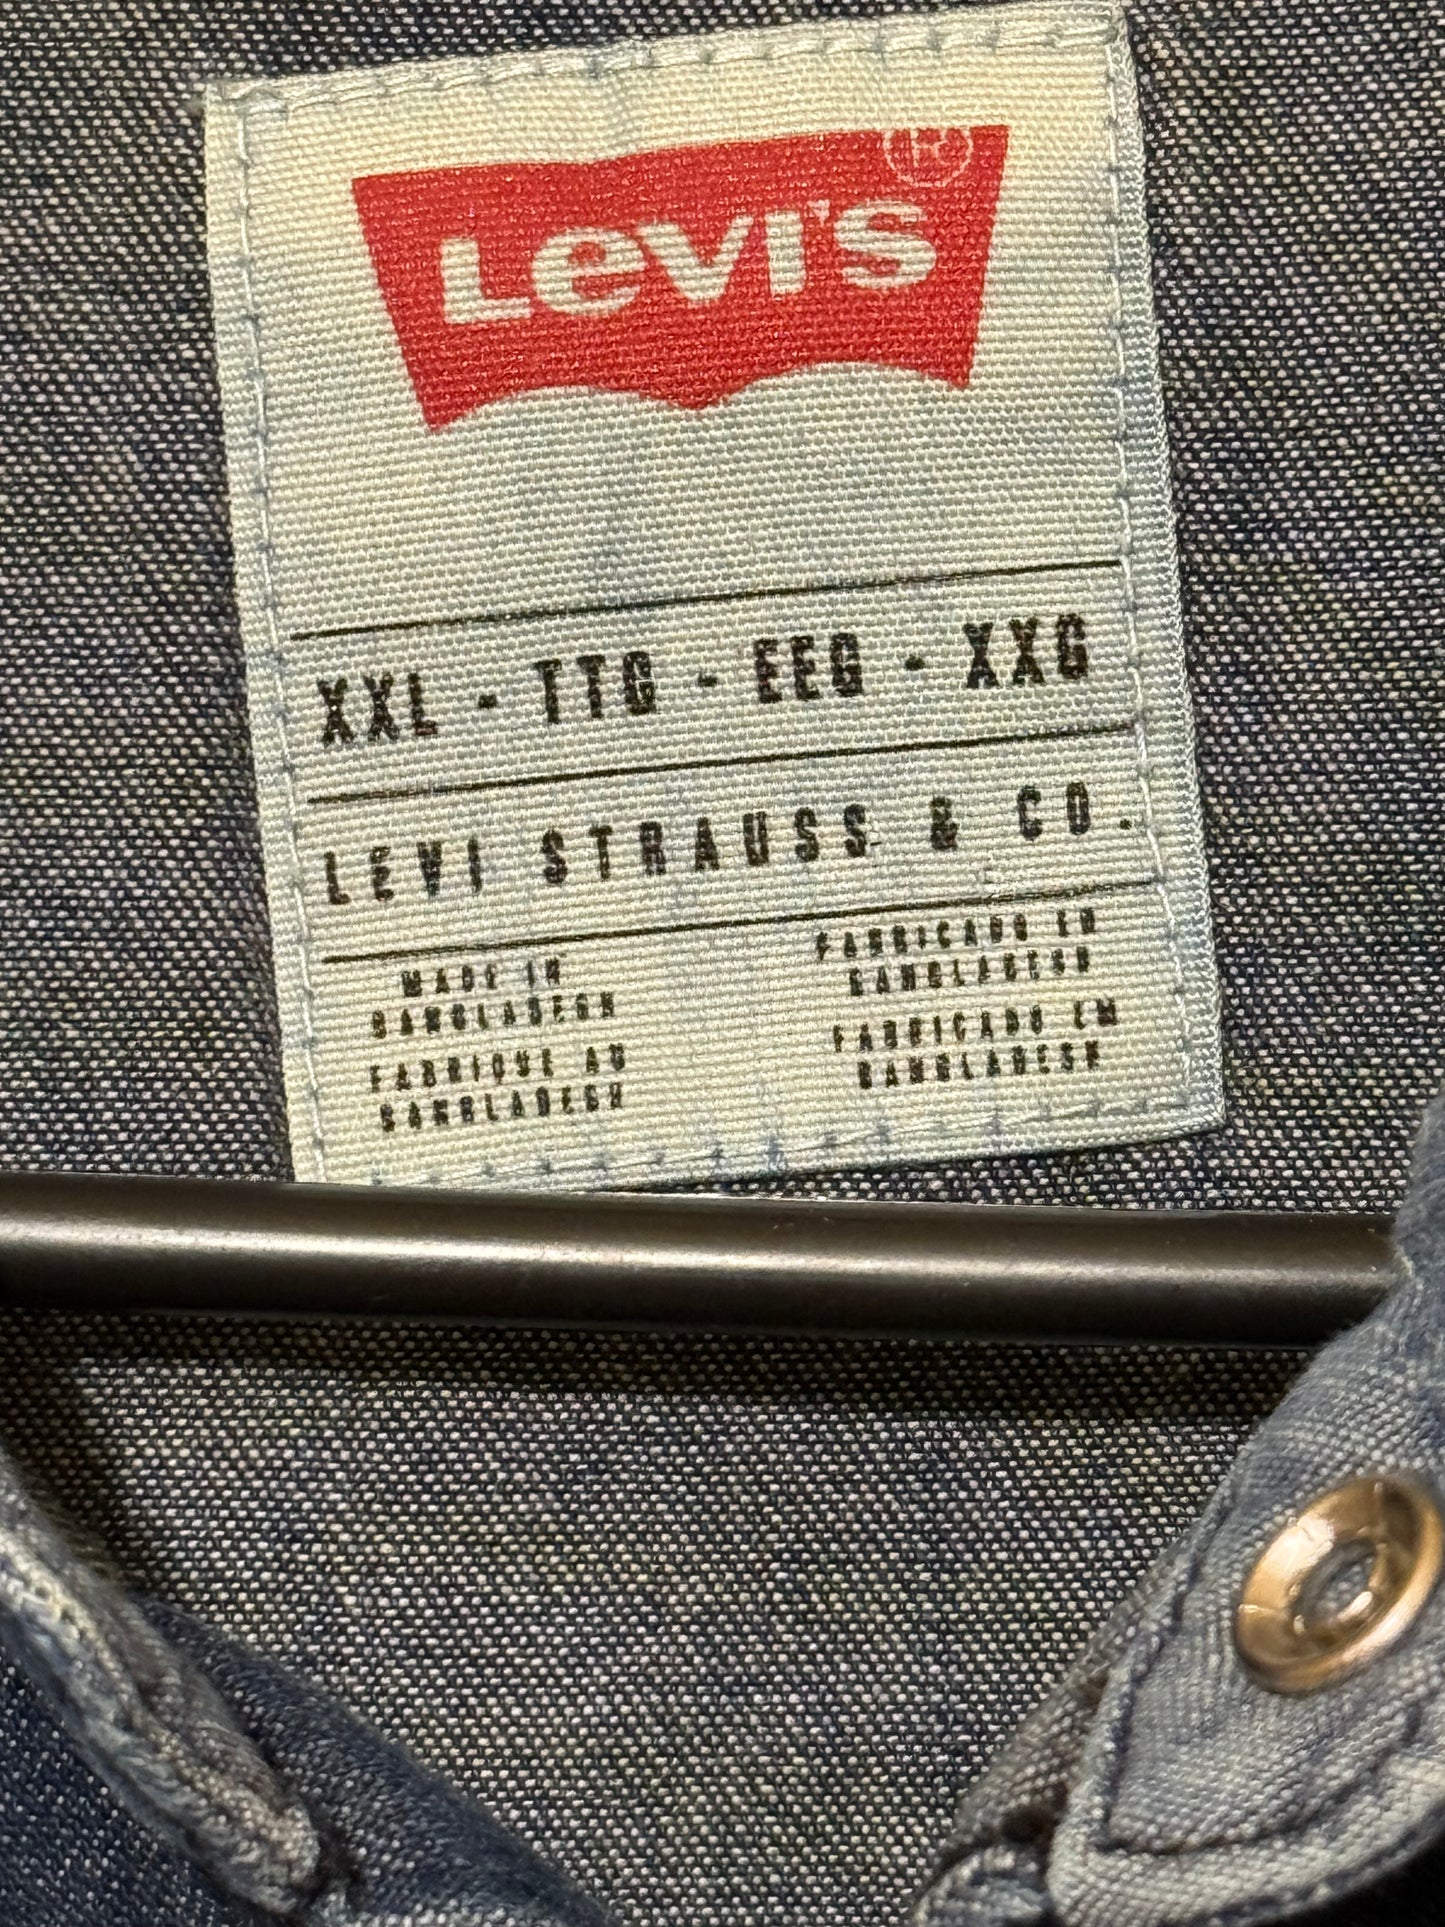 Levi's ®
XXL - TTG - EEG - XXG
LEVI STRAUSS & CO.
MADE IN
BANGLADESH
FABRIQUE AU
BANGLADESH
FABRICADO EN
BANGLADESH
FABRICADO EM
BANGLADESH